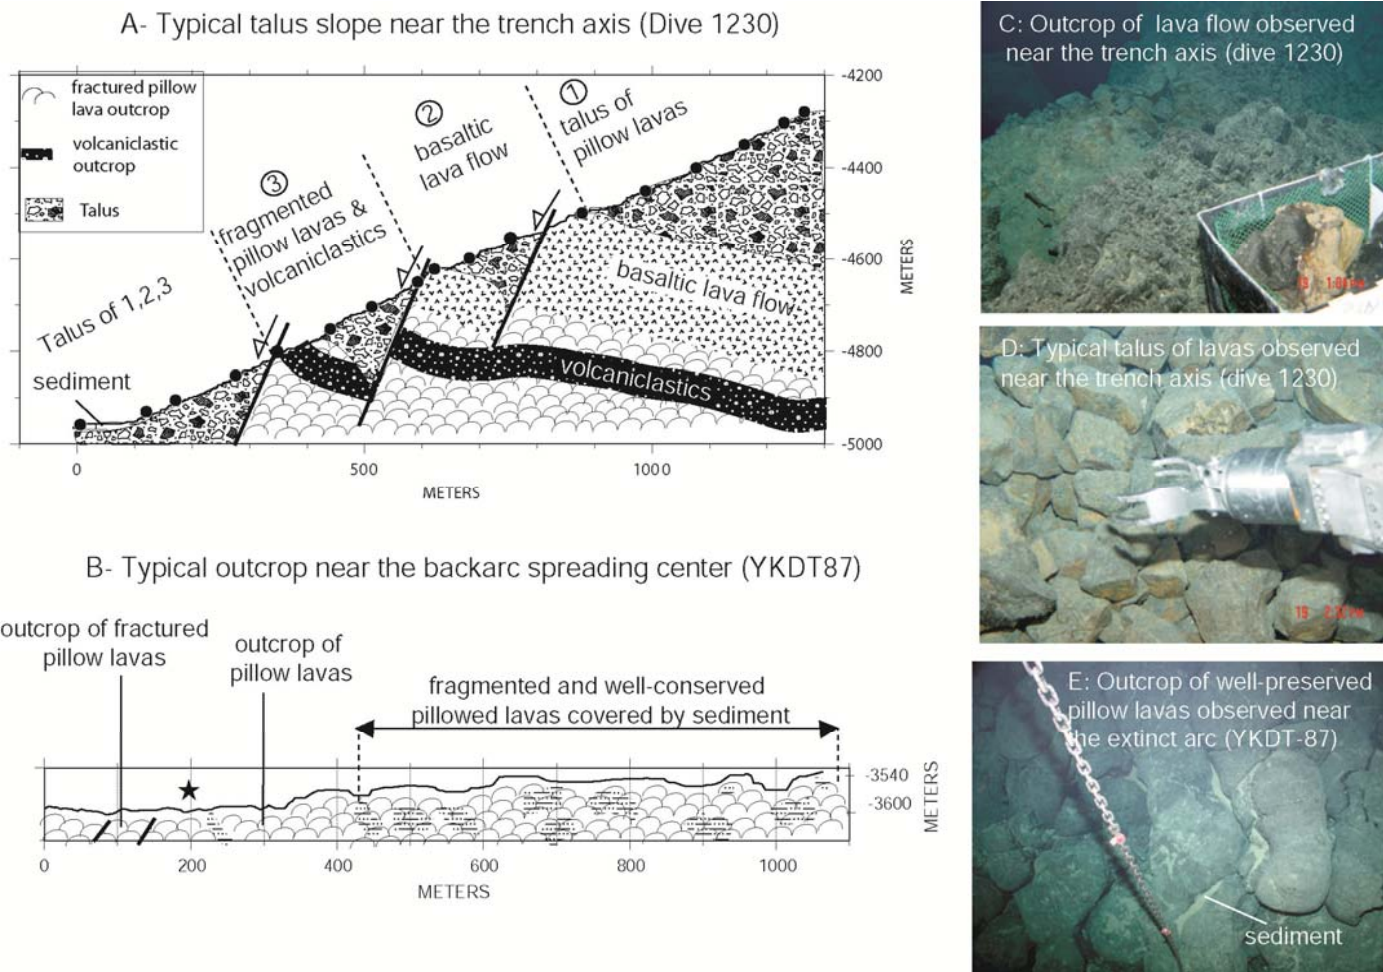 A- Typical talus slope near the trench axis (Dive 1230)
fractured pillow
lava outcrop
volcaniclastic
outcrop
Talus
1
talus of
pillow lavas
2
basaltic
lava flow
3
fragmented
pillow lavas &
volcaniclastics
Talus of 1,2,3
sediment
basaltic lava flow
volcaniclastics
-4200
-4400
-4600
-4800
-5000
METERS
0
500
1000
METERS
B- Typical outcrop near the backarc spreading center (YKDT87)
outcrop of fractured
pillow lavas
outcrop of
pillow lavas
fragmented and well-conserved
pillowed lavas covered by sediment
-3540
-3600
METERS
0
200
400
600
800
1000
METERS
C: Outcrop of lava flow observed
near the trench axis (dive 1230)
D: Typical talus of lavas observed
near the trench axis (dive 1230)
E: Outcrop of well-preserved
pillow lavas observed near
the extinct arc (YKDT-87)
sediment